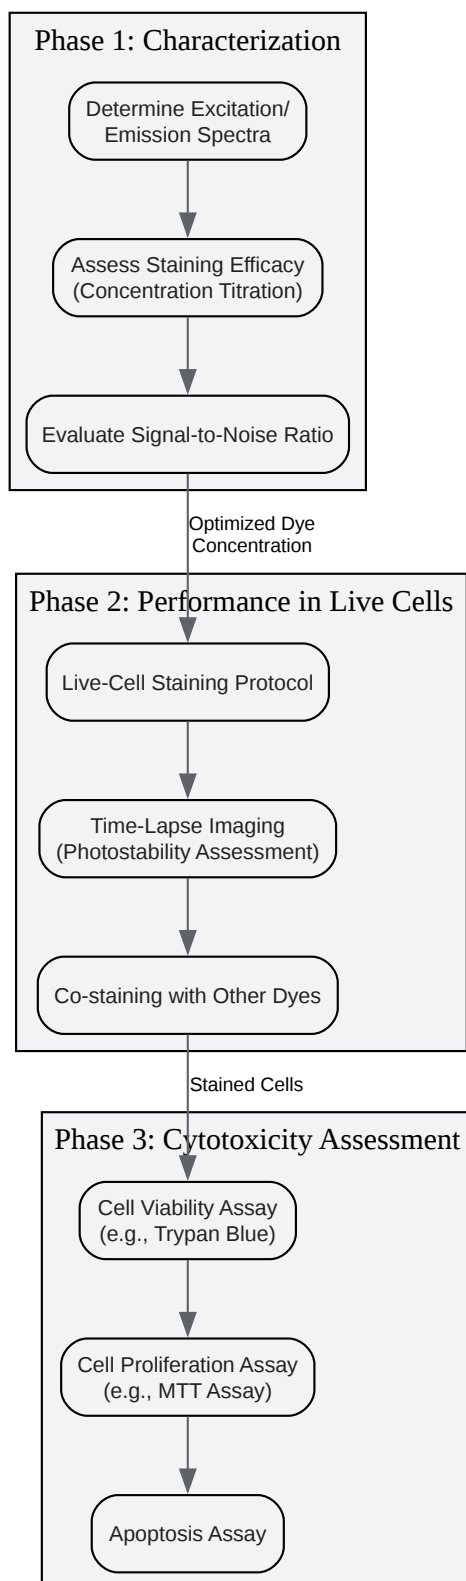 Phase 1: Characterization
Determine Excitation/
Emission Spectra
Assess Staining Efficacy
(Concentration Titration)
Evaluate Signal-to-Noise Ratio
Optimized Dye
Concentration
Phase 2: Performance in Live Cells
Live-Cell Staining Protocol
Time-Lapse Imaging
(Photostability Assessment)
Co-staining with Other Dyes
Stained Cells
Phase 3: Cytotoxicity Assessment
Cell Viability Assay
(e.g., Trypan Blue)
Cell Proliferation Assay
(e.g., MTT Assay)
Apoptosis Assay